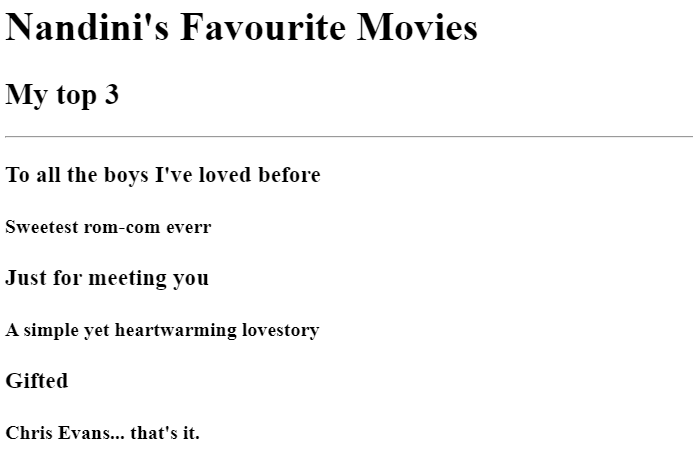 Nandini's Favourite Movies
My top 3
To all the boys I've loved before
Sweetest rom-com everr
Just for meeting you
A simple yet heartwarming lovestory
Gifted
Chris Evans... that's it.